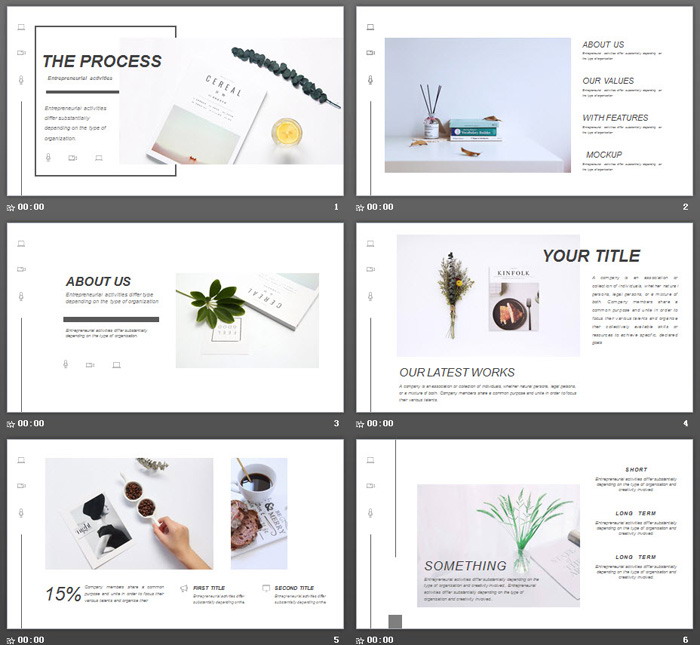 THE PROCESS
Entrepreneurial activities
Entrepreneurial activities
differ substantially
depending on the type of
organization.
CEREAL
00:00
1
ABOUT US
Entrepreneurial activities differ substantially depending on
the type of organization
OUR VALUES
Entrepreneurial activities differ substantially depending on
the type of organization
WITH FEATURES
Entrepreneurial activities differ substantially depending on
the type of organization
MOCKUP
Entrepreneurial activities differ substantially depending on
the type of organization
00:00
2
ABOUT US
Entrepreneurial activities differ type
depending on the type of organization
Entrepreneurial activities differ substantially
depending on the type of organization.
CEREAL
FEEL
GOOD
00:00
3
YOUR TITLE
KINFOLK
A company is an association or
collection of individuals, whether natural
persons, legal persons, or a mixture of
both. Company members share a
common purpose and unite in order to
focus their various talents and organize
their collectively available skills or
resources to achieve specific, declared
goals
OUR LATEST WORKS
A company is an association or collection of individuals, whether natural persons, legal persons,
or a mixture of both. Company members share a common purpose and unite in order to focus
their various talents.
00:00
4
& MERRY
15%
Company members share a common
purpose and unite in order to focus their
various talents and organize their
FIRST TITLE
Entrepreneurial activities differ
substantially depending on the
SECOND TITLE
Entrepreneurial activities differ
substantially depending on the
00:00
5
SHORT
Entrepreneurial activities differ substantially
depending on the type of organization and
creativity involved.
LONG TERM
Entrepreneurial activities differ substantially
depending on the type of organization and
creativity involved.
LONG TERM
Entrepreneurial activities differ substantially
depending on the type of organization and
creativity involved.
SOMETHING
Entrepreneurial activities differ substantially depending on the
type of organization and creativity involved. Entrepreneurial
activities differ substantially depending on the type of
organization and creativity involved.
00:00
6